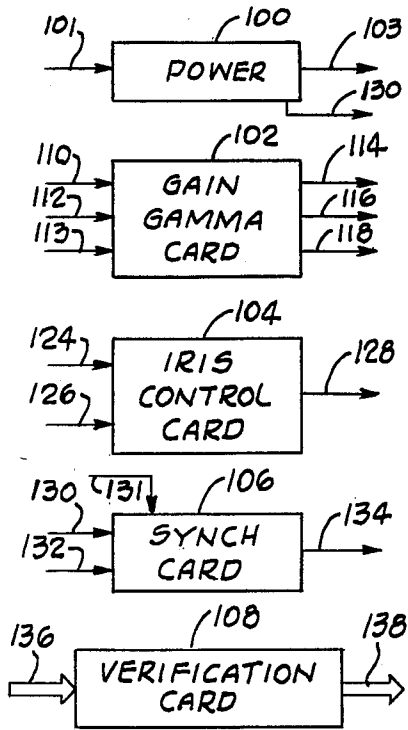 100
101
103
POWER
130
102
110
114
GAIN
112
116
GAMMA
113
118
CARD
104
124
128
IRIS
126
CONTROL
CARD
131
106
130
134
SYNCH
132
CARD
108
136
138
VERIFICATION
CARD